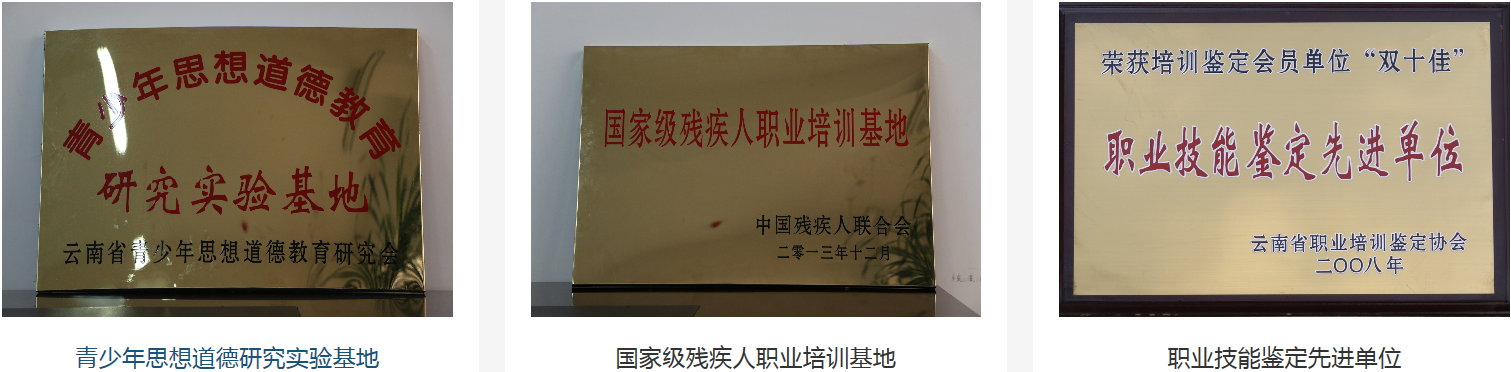 青少年思想道德教育
研究实验基地
云南省青少年思想道德教育研究会
青少年思想道德研究实验基地
国家级残疾人职业培训基地
中国残疾人联合会
二零一三年十二月
国家级残疾人职业培训基地
荣获培训鉴定会员单位“双十佳”
职业技能鉴定先进单位
云南省职业培训鉴定协会
二〇〇八年
职业技能鉴定先进单位